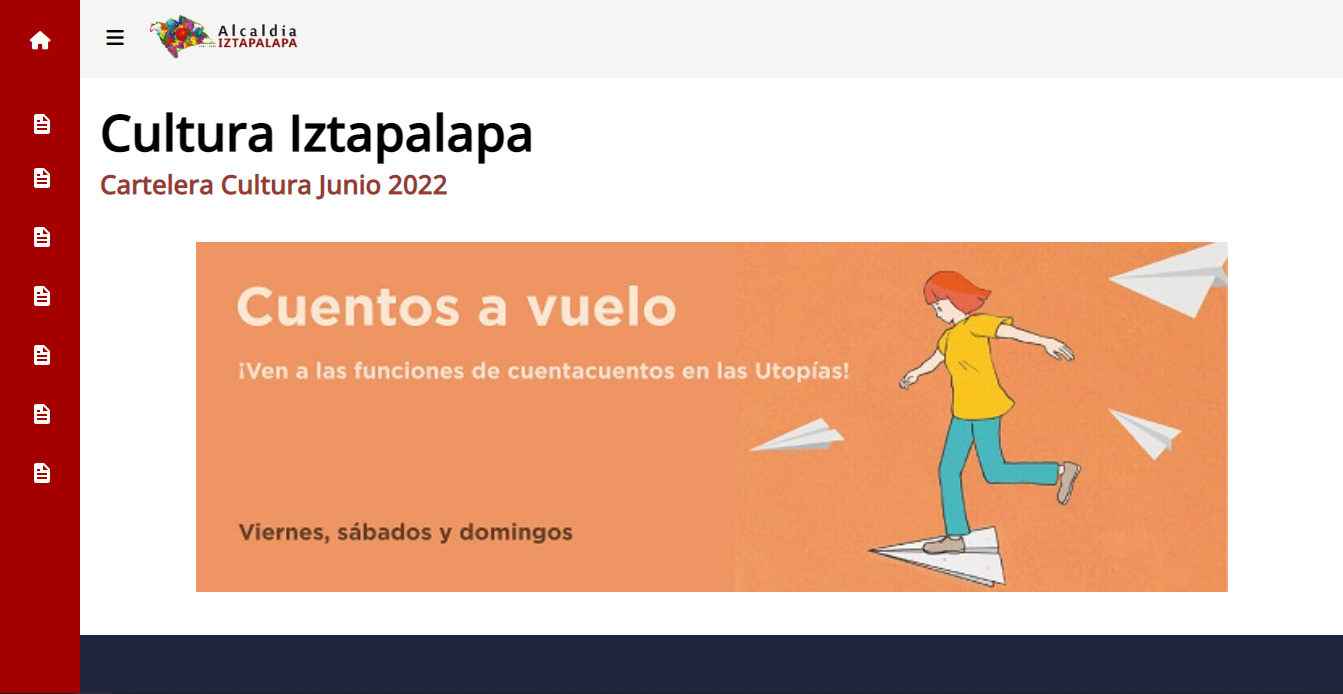 Alcaldía
IZTAPALAPA
Cultura Iztapalapa
Cartelera Cultura Junio 2022
Cuentos a vuelo
¡Ven a las funciones de cuentacuentos en las Utopías!
Viernes, sábados y domingos